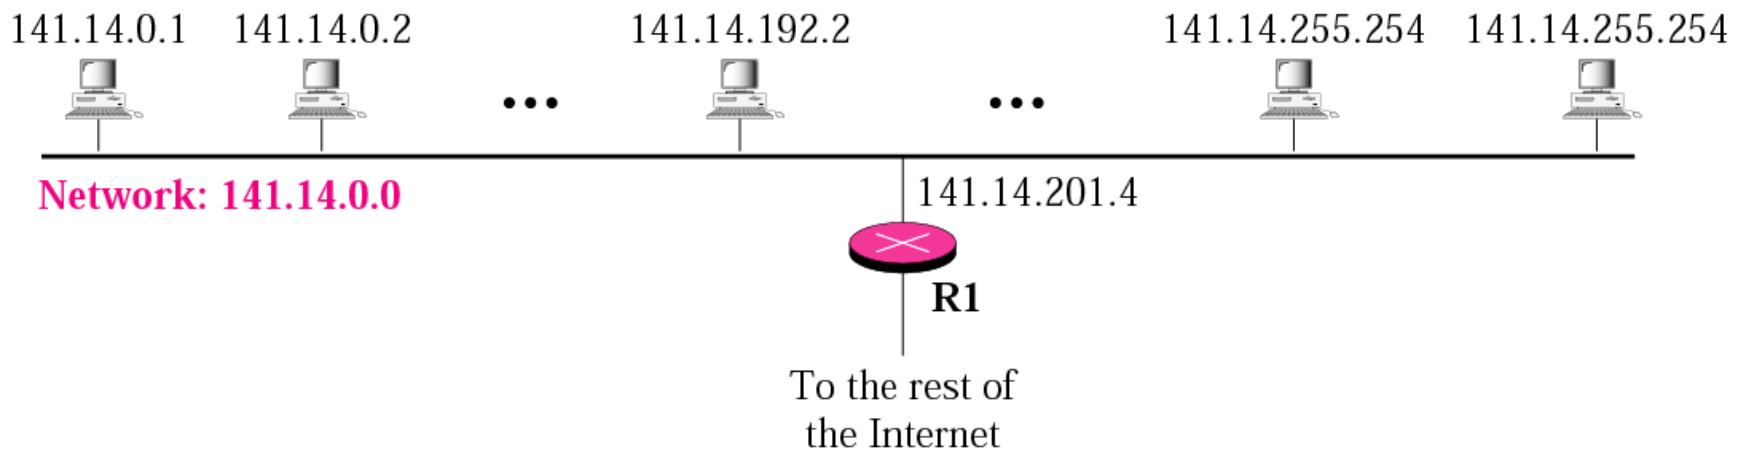 141.14.0.1 141.14.0.2 141.14.192.2 141.14.255.254 141.14.255.254
Network: 141.14.0.0
141.14.201.4
R1
To the rest of
the Internet